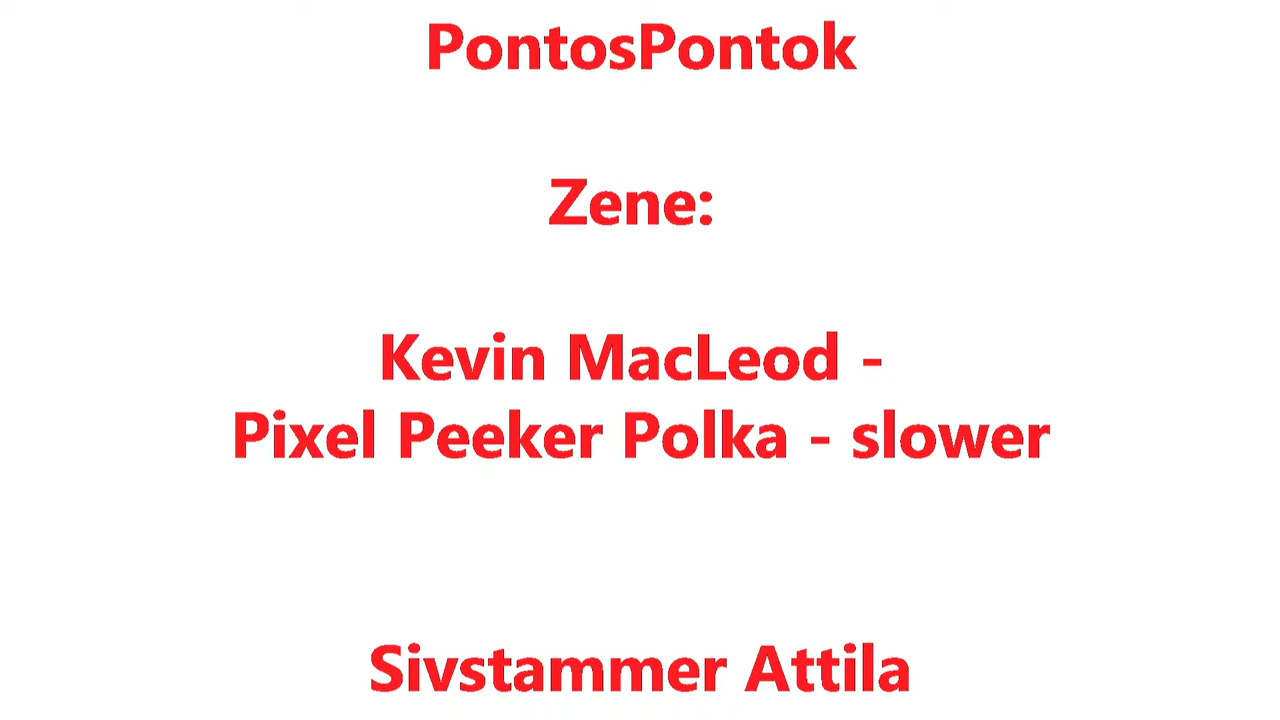 PontosPontok
Zene:
Kevin MacLeod -
Pixel Peeker Polka - slower
Sivstammer Attila